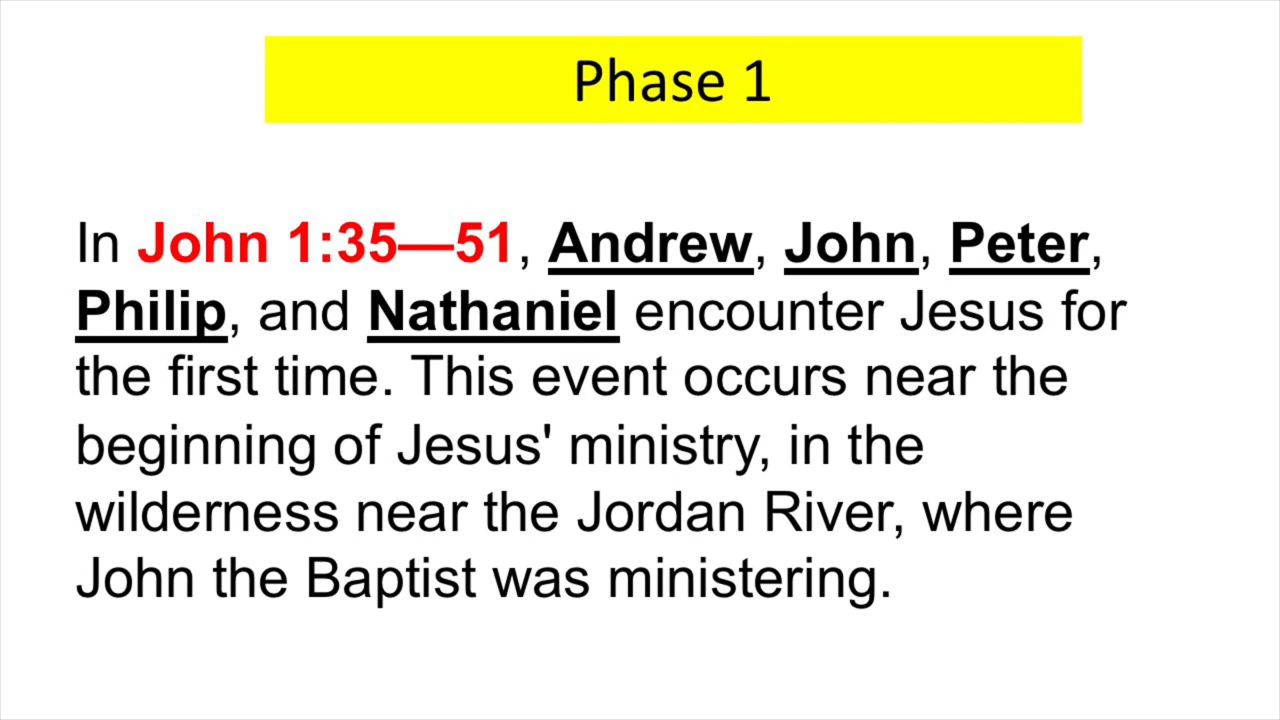 Phase 1
In John 1:35—51, Andrew, John, Peter,
Philip, and Nathaniel encounter Jesus for
the first time. This event occurs near the
beginning of Jesus' ministry, in the
wilderness near the Jordan River, where
John the Baptist was ministering.